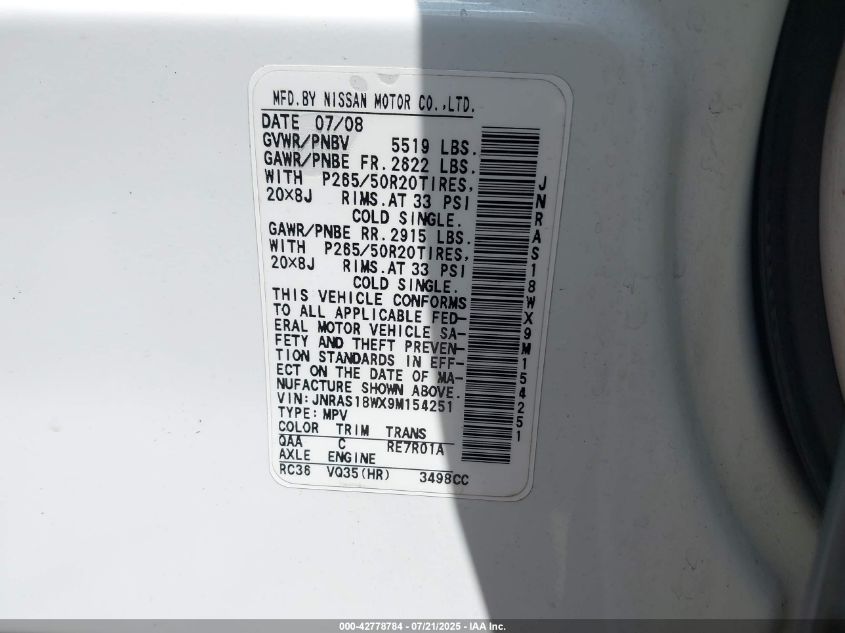 MFD.BY NISSAN MOTOR CO.,LTD.
DATE 07/08
GVWR/PNBV 5519 LBS.
GAWR/PNBE FR.2622 LBS.
WITH P265/50R20TIRES,
20X8J RIMS.AT 33 PSI
COLD SINGLE.
GAWR/PNBE RR.2915 LBS.
WITH P265/50R20TIRES,
20X8J RIMS.AT 33 PSI
COLD SINGLE.
THIS VEHICLE CONFORMS
TO ALL APPLICABLE FED-
ERAL MOTOR VEHICLE SA-
FETY AND THEFT PREVEN-
TION STANDARDS IN EFF-
ECT ON THE DATE OF MA-
NUFACTURE SHOWN ABOVE.
VIN: JNRAS18WX9M154251
TYPE: MPV
COLOR TRIM TRANS
QAA C RE7R01A
AXLE ENGINE
RC36 VQ35(HR) 3498CC
JNRAS18WX9M154251
000-42778784 - 07/21/2025 - IAA Inc.